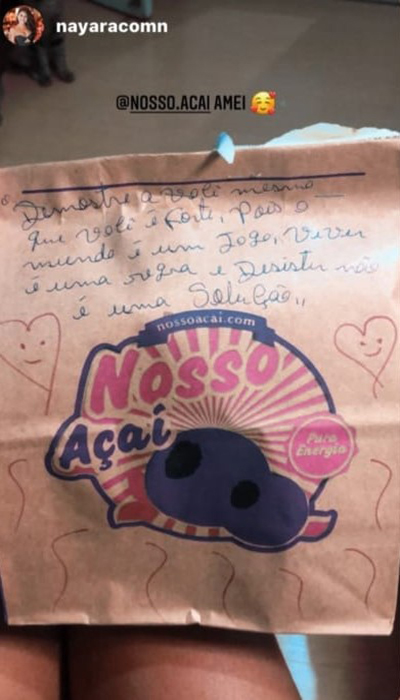 nayaracomn
@NOSSO.ACAI AMEI 🥰
"Demostre a você mesmo
que você é forte, pois o
mundo é um Jogo, viver
é uma regra e Desistir não
é uma Solução,,
nossoacai.com
Nosso
Açaí
Pura
Energia